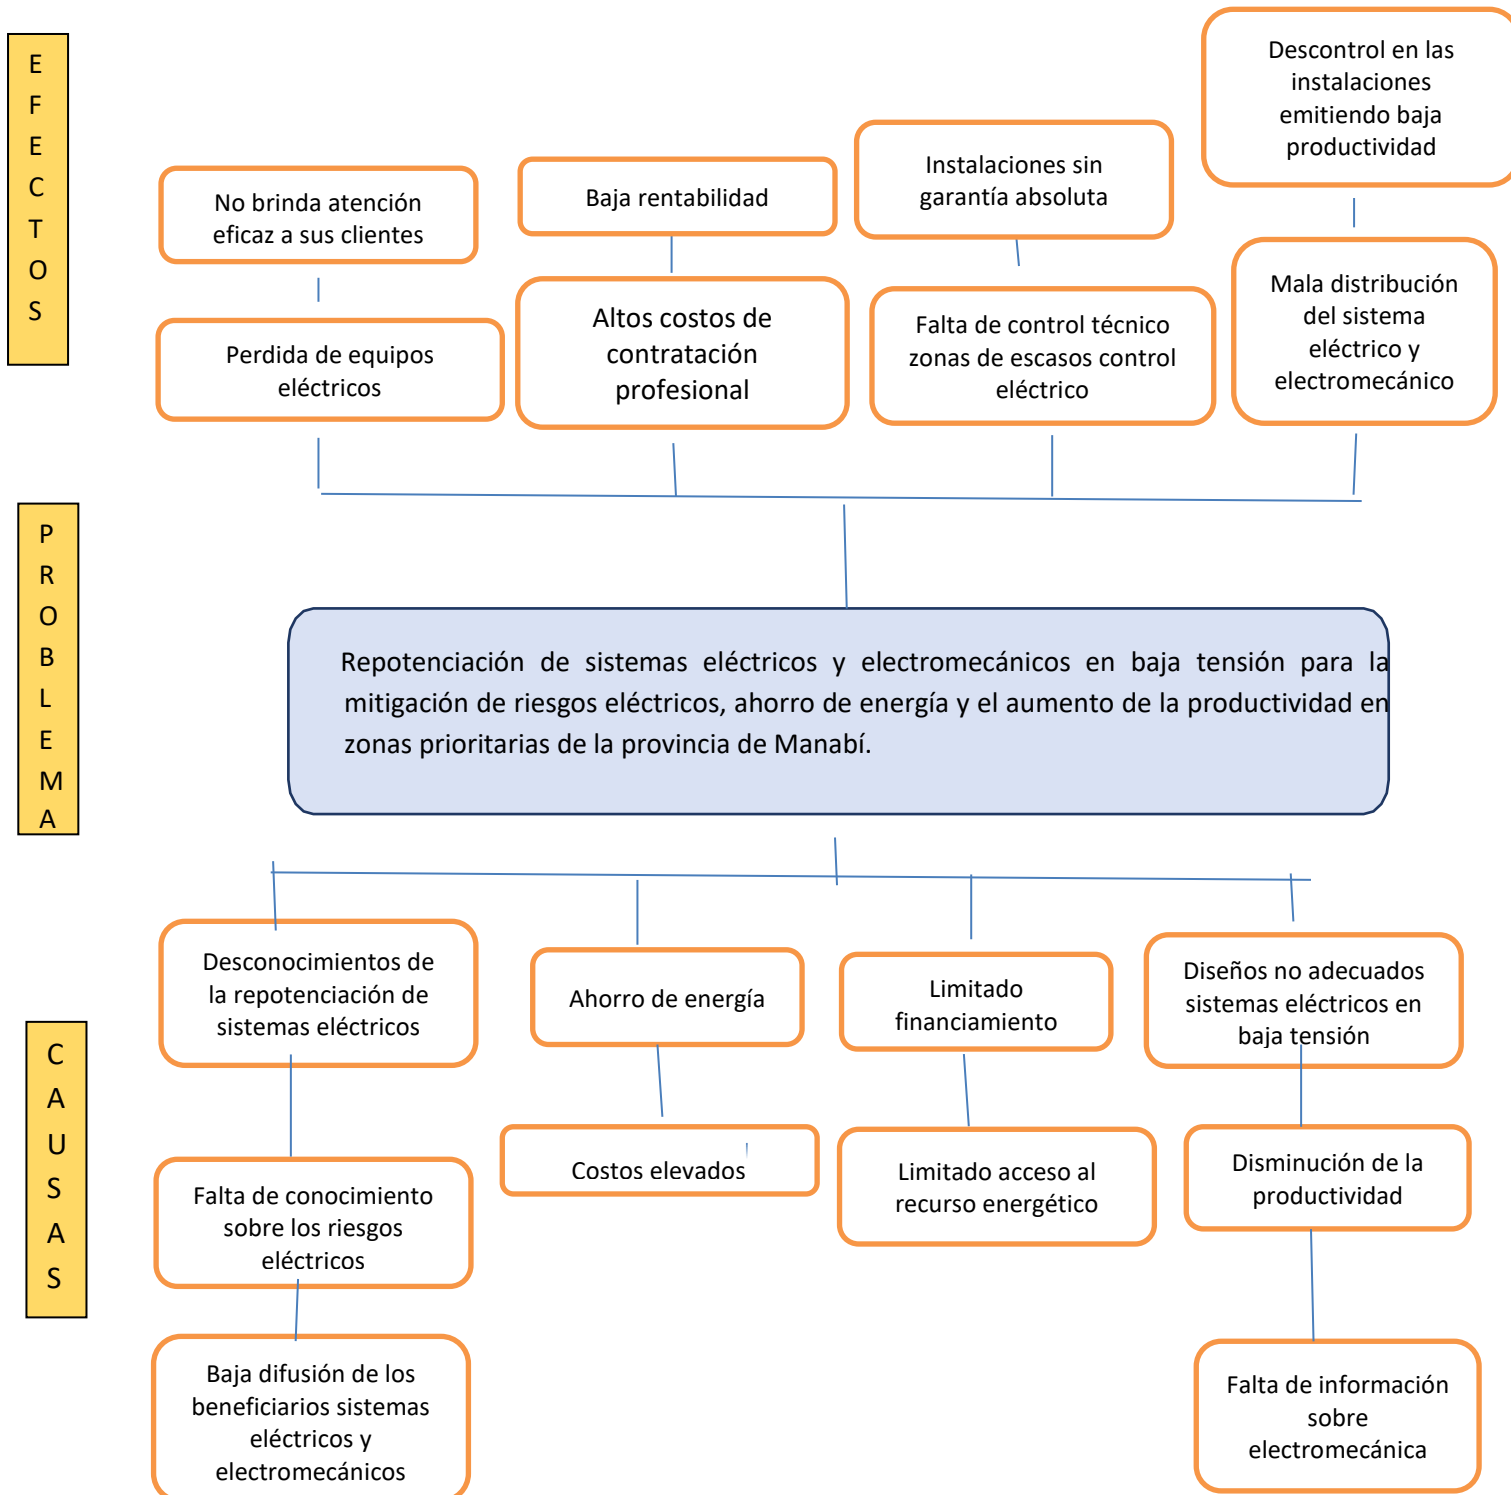 E
F
E
C
T
O
S
Descontrol en las
instalaciones
emitiendo baja
productividad
No brinda atención
eficaz a sus clientes
Baja rentabilidad
Instalaciones sin
garantía absoluta
Perdida de equipos
eléctricos
Altos costos de
contratación
profesional
Falta de control técnico
zonas de escasos control
eléctrico
Mala distribución
del sistema
eléctrico y
electromecánico
P
R
O
B
L
E
M
A
Repotenciación de sistemas eléctricos y electromecánicos en baja tensión para la
mitigación de riesgos eléctricos, ahorro de energía y el aumento de la productividad en
zonas prioritarias de la provincia de Manabí.
C
A
U
S
A
S
Desconocimientos de
la repotenciación de
sistemas eléctricos
Ahorro de energía
Limitado
financiamiento
Diseños no adecuados
sistemas eléctricos en
baja tensión
Falta de conocimiento
sobre los riesgos
eléctricos
Costos elevados
Limitado acceso al
recurso energético
Disminución de la
productividad
Baja difusión de los
beneficiarios sistemas
eléctricos y
electromecánicos
Falta de información
sobre
electromecánica